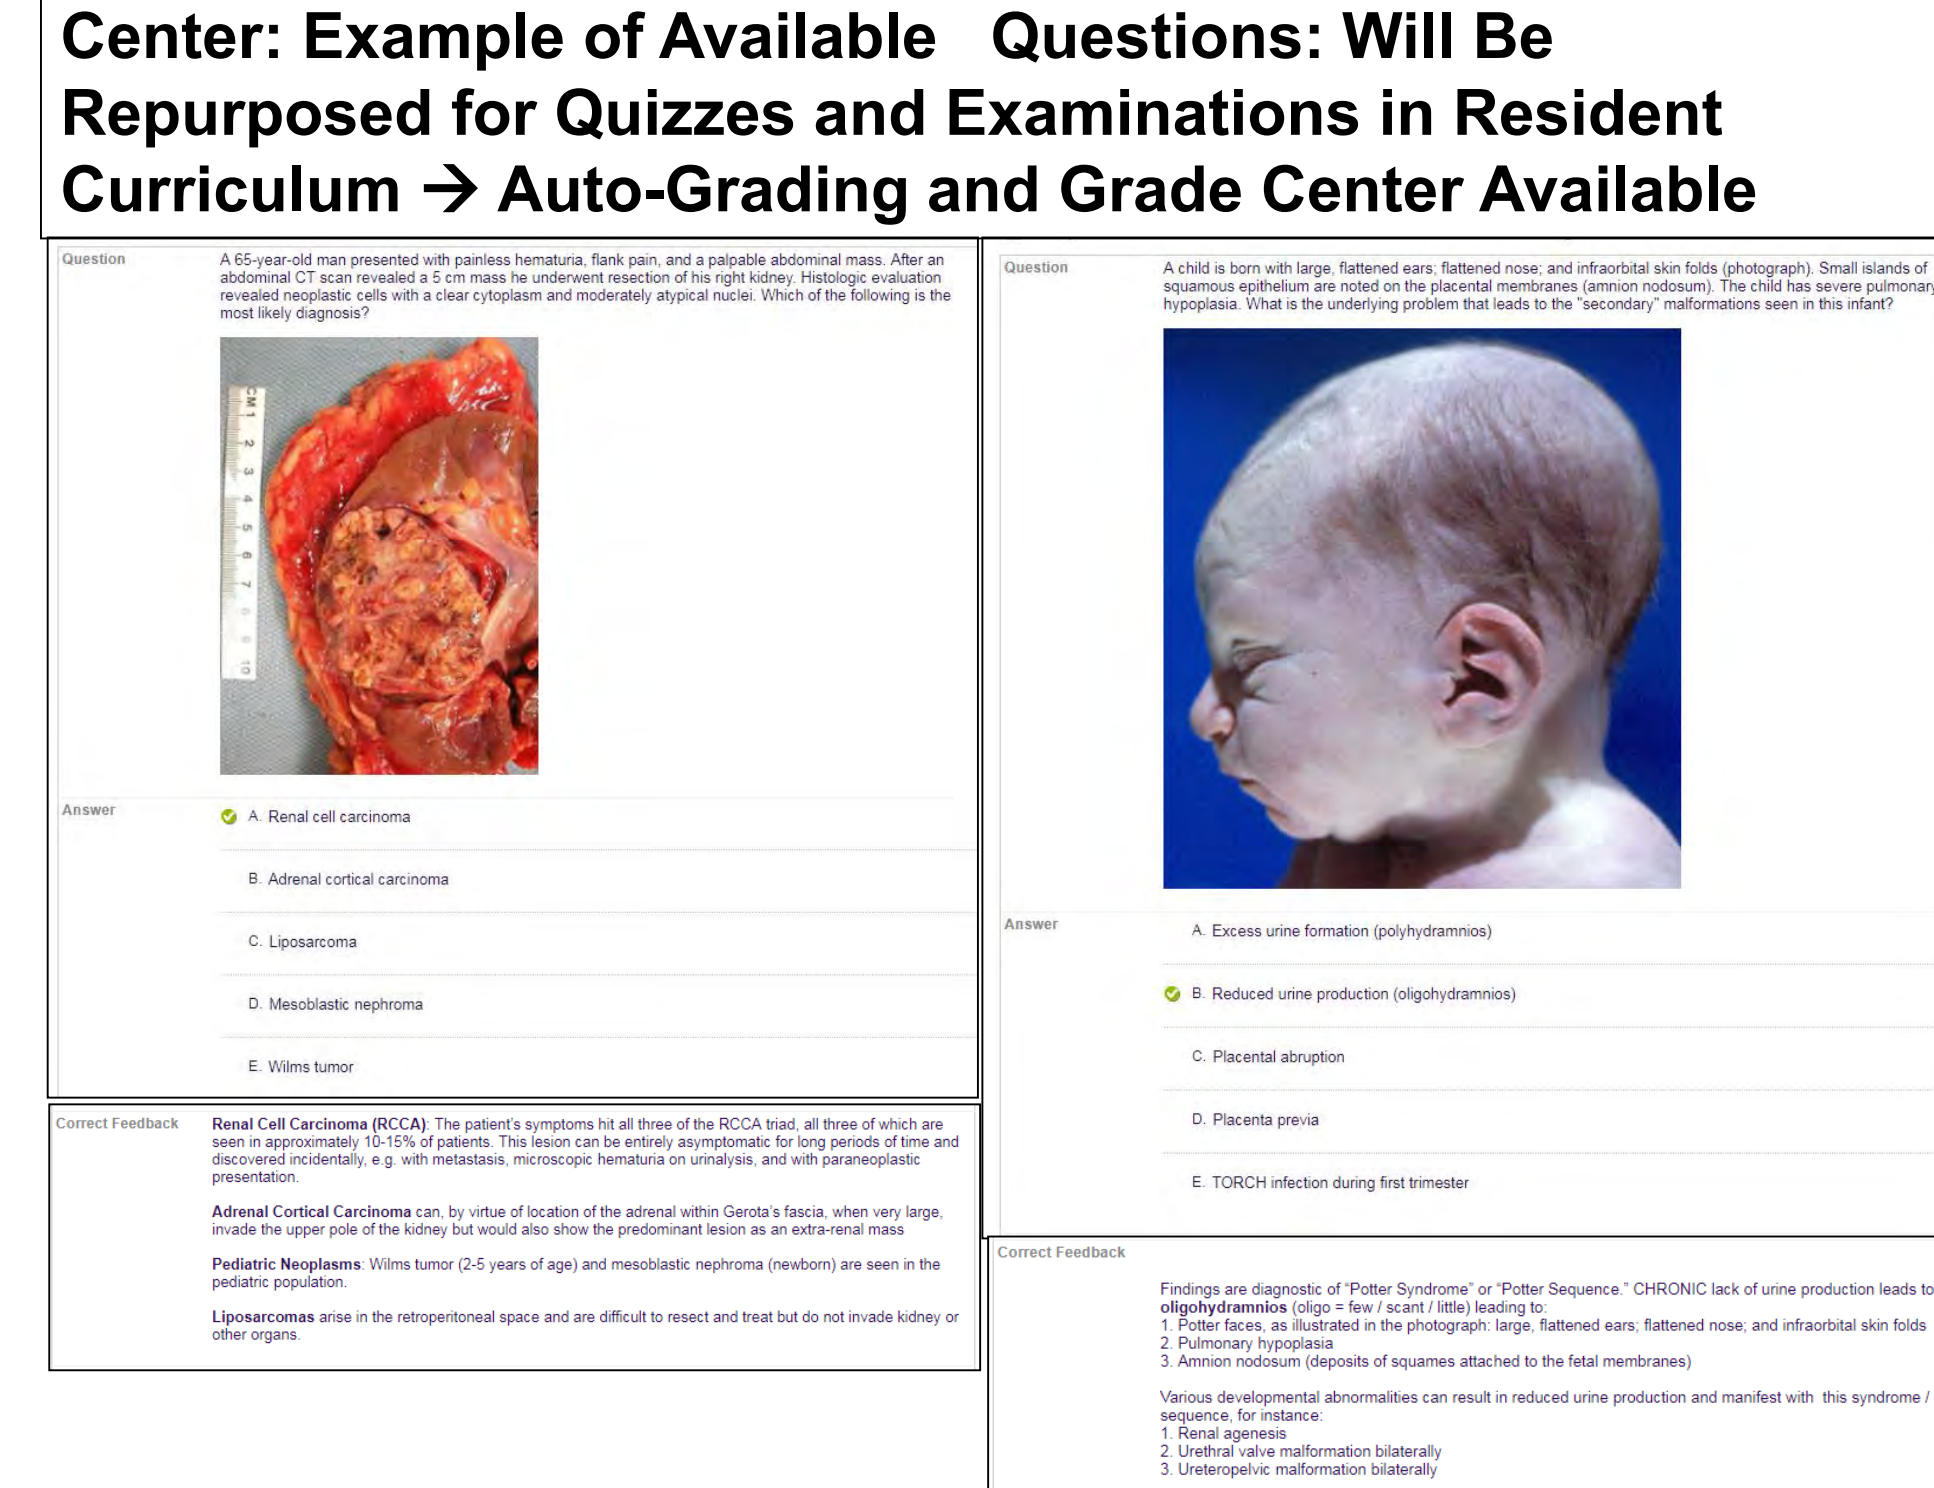 Center: Example of Available Questions: Will Be
Repurposed for Quizzes and Examinations in Resident
Curriculum → Auto-Grading and Grade Center Available
Question
A 65-year-old man presented with painless hematuria, flank pain, and a palpable abdominal mass. After an
abdominal CT scan revealed a 5 cm mass he underwent resection of his right kidney. Histologic evaluation
revealed neoplastic cells with a clear cytoplasm and moderately atypical nuclei. Which of the following is the
most likely diagnosis?
CM 1 2 3 4 5 6 7 8 9 10
Answer
A. Renal cell carcinoma
B. Adrenal cortical carcinoma
C. Liposarcoma
D. Mesoblastic nephroma
E. Wilms tumor
Correct Feedback
Renal Cell Carcinoma (RCCA): The patient's symptoms hit all three of the RCCA triad, all three of which are
seen in approximately 10-15% of patients. This lesion can be entirely asymptomatic for long periods of time and
discovered incidentally, e.g. with metastasis, microscopic hematuria on urinalysis, and with paraneoplastic
presentation.
Adrenal Cortical Carcinoma can, by virtue of location of the adrenal within Gerota's fascia, when very large,
invade the upper pole of the kidney but would also show the predominant lesion as an extra-renal mass
Pediatric Neoplasms: Wilms tumor (2-5 years of age) and mesoblastic nephroma (newborn) are seen in the
pediatric population.
Liposarcomas arise in the retroperitoneal space and are difficult to resect and treat but do not invade kidney or
other organs.
Question
A child is born with large, flattened ears; flattened nose; and infraorbital skin folds (photograph). Small islands of
squamous epithelium are noted on the placental membranes (amnion nodosum). The child has severe pulmonary
hypoplasia. What is the underlying problem that leads to the "secondary" malformations seen in this infant?
Answer
A. Excess urine formation (polyhydramnios)
B. Reduced urine production (oligohydramnios)
C. Placental abruption
D. Placenta previa
E. TORCH infection during first trimester
Correct Feedback
Findings are diagnostic of “Potter Syndrome” or “Potter Sequence.” CHRONIC lack of urine production leads to
oligohydramnios (oligo = few / scant / little) leading to:
1. Potter faces, as illustrated in the photograph: large, flattened ears; flattened nose; and infraorbital skin folds
2. Pulmonary hypoplasia
3. Amnion nodosum (deposits of squames attached to the fetal membranes)
Various developmental abnormalities can result in reduced urine production and manifest with this syndrome /
sequence, for instance:
1. Renal agenesis
2. Urethral valve malformation bilaterally
3. Ureteropelvic malformation bilaterally